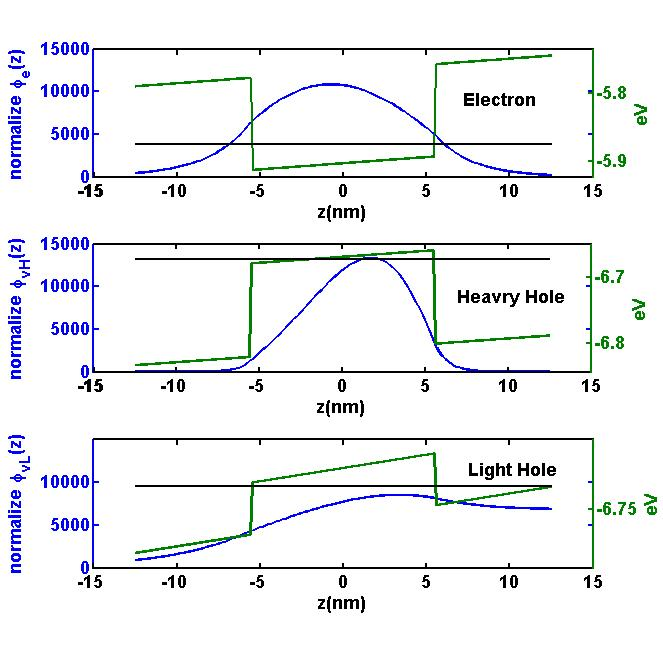 normalize ϕe(z)
15000
10000
5000
0
-5.8
-5.9
eV
Electron
-15 -10 -5 0 5 10 15
z(nm)
normalize ϕvH(z)
15000
10000
5000
0
-6.7
-6.8
eV
Heavry Hole
-15 -10 -5 0 5 10 15
z(nm)
normalize ϕvL(z)
10000
5000
0
-6.75
eV
Light Hole
-15 -10 -5 0 5 10 15
z(nm)